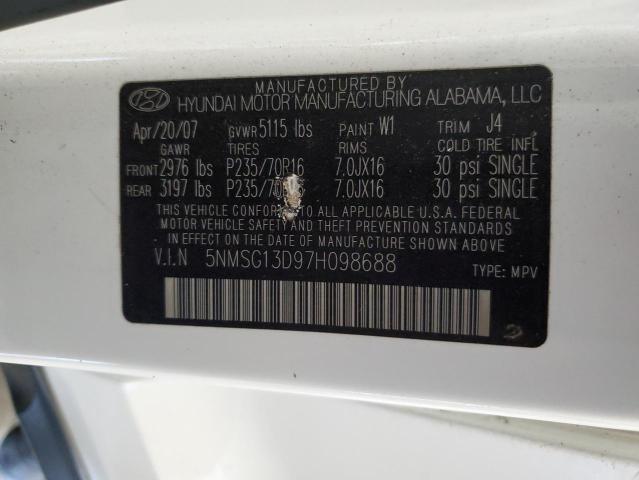 MANUFACTURED BY
HYUNDAI MOTOR MANUFACTURING ALABAMA, LLC
Apr/20/07 GVWR 5115 lbs PAINT W1 TRIM J4
GAWR TIRES RIMS COLD TIRE INFL.
FRONT 2976 lbs P235/70R16 7.0JX16 30 psi SINGLE
REAR 3197 lbs 7.0JX16 30 psi SINGLE
THIS VEHICLE CONFORMS TO ALL APPLICABLE U.S.A. FEDERAL
MOTOR VEHICLE SAFETY AND THEFT PREVENTION STANDARDS
IN EFFECT ON THE DATE OF MANUFACTURE SHOWN ABOVE.
V.I.N 5NMSG13D97H098688 TYPE: MPV